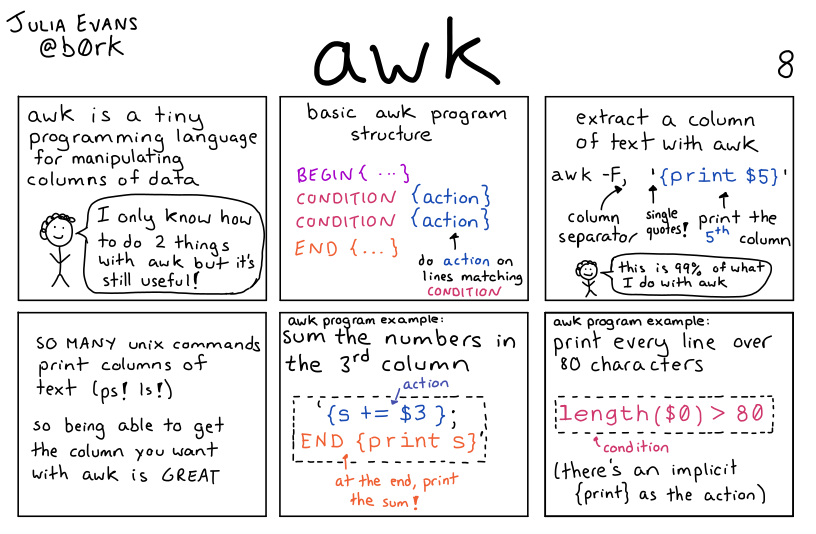 JULIA EVANS
@b0rk
awk
8
awk is a tiny
programming language
for manipulating
columns of data
I only know how
to do 2 things
with awk but it's
still useful!
basic awk program
structure
BEGIN{ ... }
CONDITION {action}
CONDITION {action}
END {...}
do action on
lines matching
CONDITION
extract a column
of text with awk
awk -F, '{print $5}'
column
separator
single
quotes!
print the
5th
column
this is 99% of what
I do with awk
SO MANY unix commands
print columns of
text (ps! ls!)
so being able to get
the column you want
with awk is GREAT
awk program example:
sum the numbers in
the 3rd column
action
'{s += $3 };
END {print s}'
at the end, print
the sum!
awk program example:
print every line over
80 characters
length($0) > 80
condition
(there's an implicit
{print} as the action)